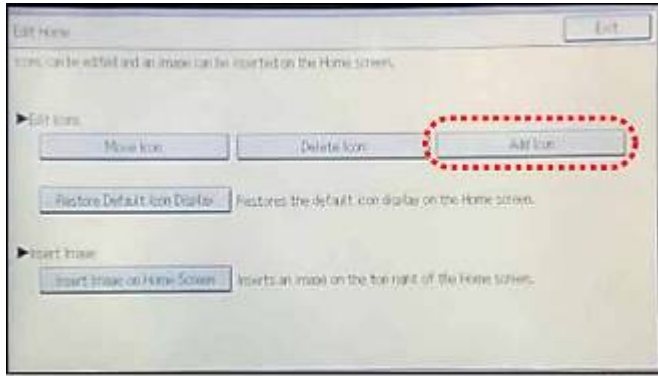 Edit Home
Exit
Icons can be edited and an image can be inserted on the Home screen.
►Edit Icons
Move Icon
Delete Icon
Add Icon
Restore Default Icon Display
Restores the default icon display on the Home screen.
►Insert Image
Insert Image on Home Screen
Inserts an image on the top right of the Home screen.